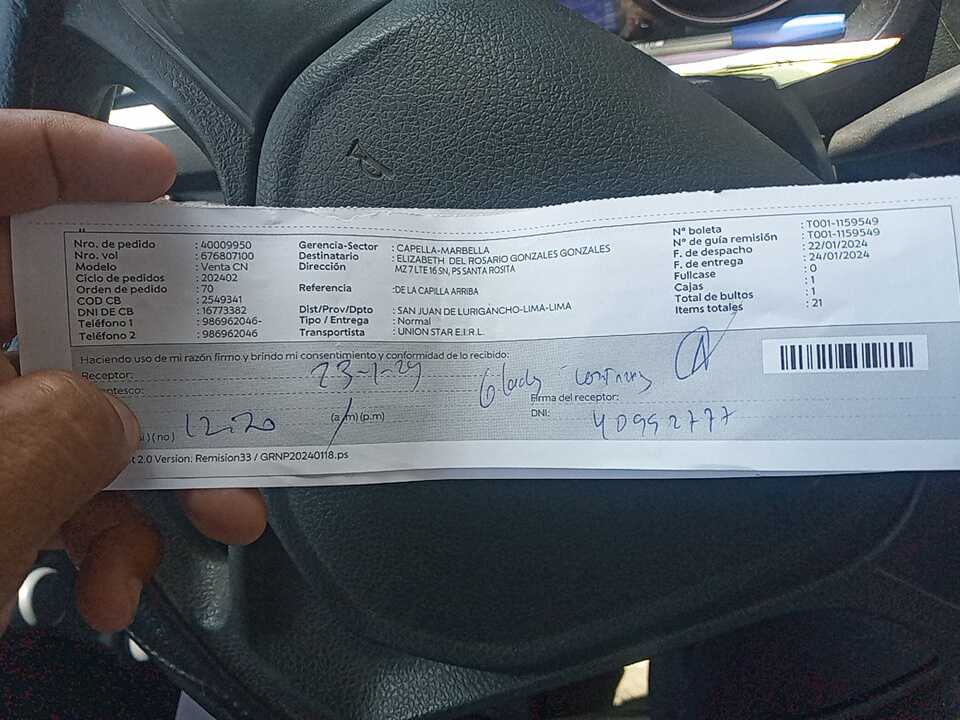 Nro. de pedido : 40009950
Nro. vol : 676807100
Modelo : Venta CN
Ciclo de pedidos : 202402
Orden de pedido : 70
COD CB : 2549341
DNI DE CB : 16773382
Teléfono 1 : 986962046-
Teléfono 2 : 986962046
Gerencia-Sector : CAPELLA-MARBELLA
Destinatario : ELIZABETH DEL ROSARIO GONZALES GONZALES
Dirección MZ 7 LTE 16 SN, PS SANTA ROSITA
Referencia :DE LA CAPILLA ARRIBA
Dist/Prov/Dpto : SAN JUAN DE LURIGANCHO-LIMA-LIMA
Tipo / Entrega : Normal
Transportista : UNION STAR E.I.R.L.
N° boleta : T001-1159549
N° de guía remisión : T001-1159549
F. de despacho : 22/01/2024
F. de entrega : 24/01/2024
Fullcase : 0
Cajas : 1
Total de bultos : 1
Items totales : 21
Haciendo uso de mi razón firmo y brindo mi consentimiento y conformidad de lo recibido:
Receptor: 23-1-24
Firma del receptor:
DNI: 40992777
(no) 12:20 (a.m) (p.m)
2.0 Version: Remision33 / GRNP20240118.ps